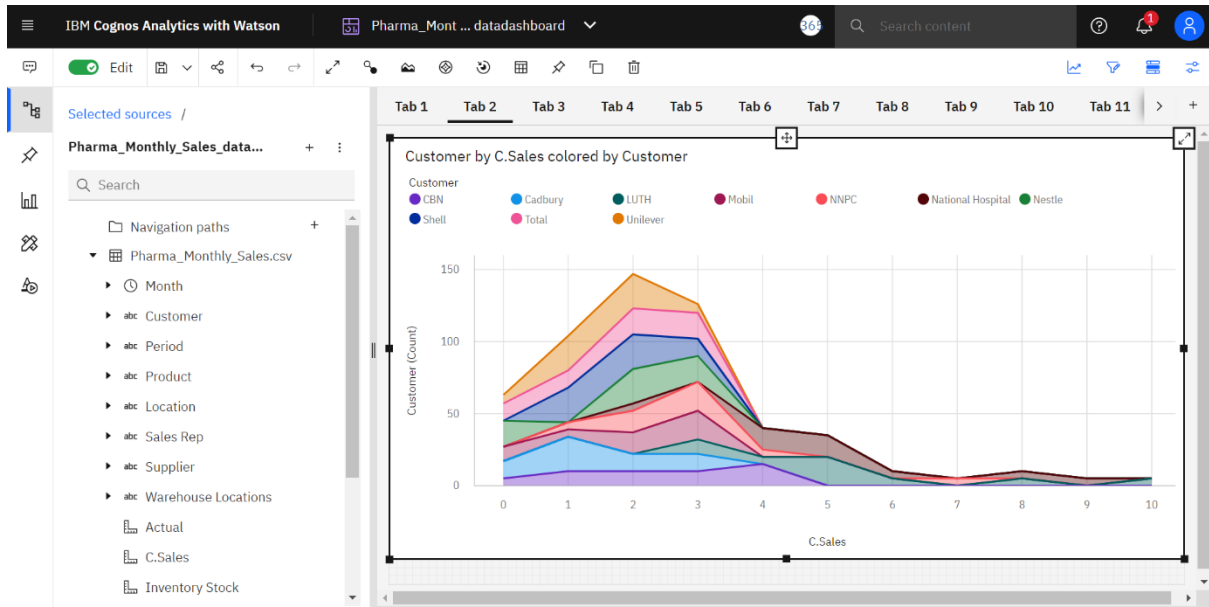 IBM Cognos Analytics with Watson
Pharma_Mont ... datadashboard
365
Search content
1
Edit
Selected sources /
Pharma_Monthly_Sales_data...
Search
Navigation paths
Pharma_Monthly_Sales.csv
Month
abc Customer
abc Period
abc Product
abc Location
abc Sales Rep
abc Supplier
abc Warehouse Locations
Actual
C.Sales
Inventory Stock
Tab 1 Tab 2 Tab 3 Tab 4 Tab 5 Tab 6 Tab 7 Tab 8 Tab 9 Tab 10 Tab 11
Customer by C.Sales colored by Customer
Customer
CBN Cadbury LUTH Mobil NNPC National Hospital Nestle
Shell Total Unilever
Customer (Count)
150
100
50
0
0 1 2 3 4 5 6 7 8 9 10
C.Sales